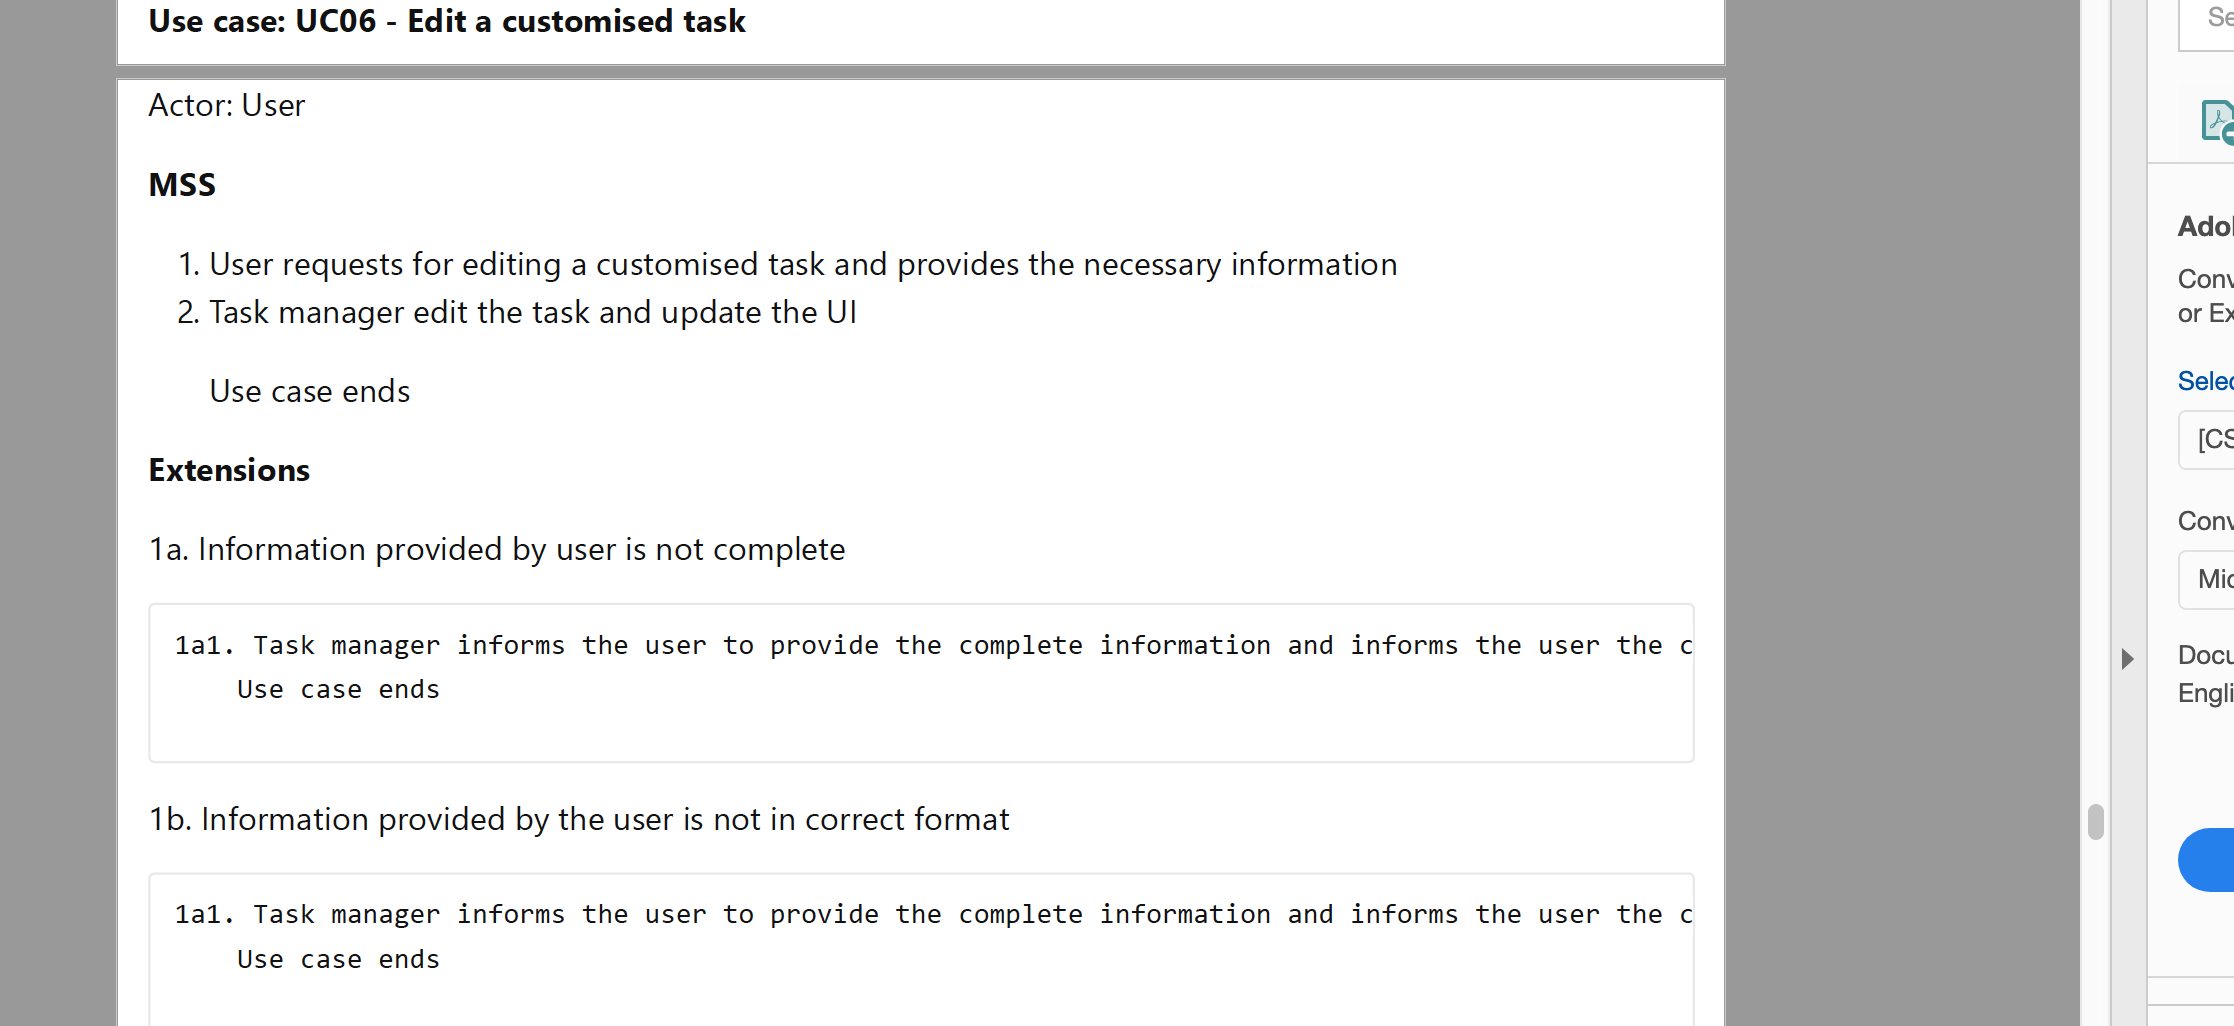 Use case: UC06 - Edit a customised task
Actor: User
MSS
1. User requests for editing a customised task and provides the necessary information
2. Task manager edit the task and update the UI
Use case ends
Extensions
1a. Information provided by user is not complete
1a1. Task manager informs the user to provide the complete information and informs the user the c
Use case ends
1b. Information provided by the user is not in correct format
1a1. Task manager informs the user to provide the complete information and informs the user the c
Use case ends
Se
Adob
Conv
or Ex
Selec
[CS
Conv
Mic
Docu
Engli